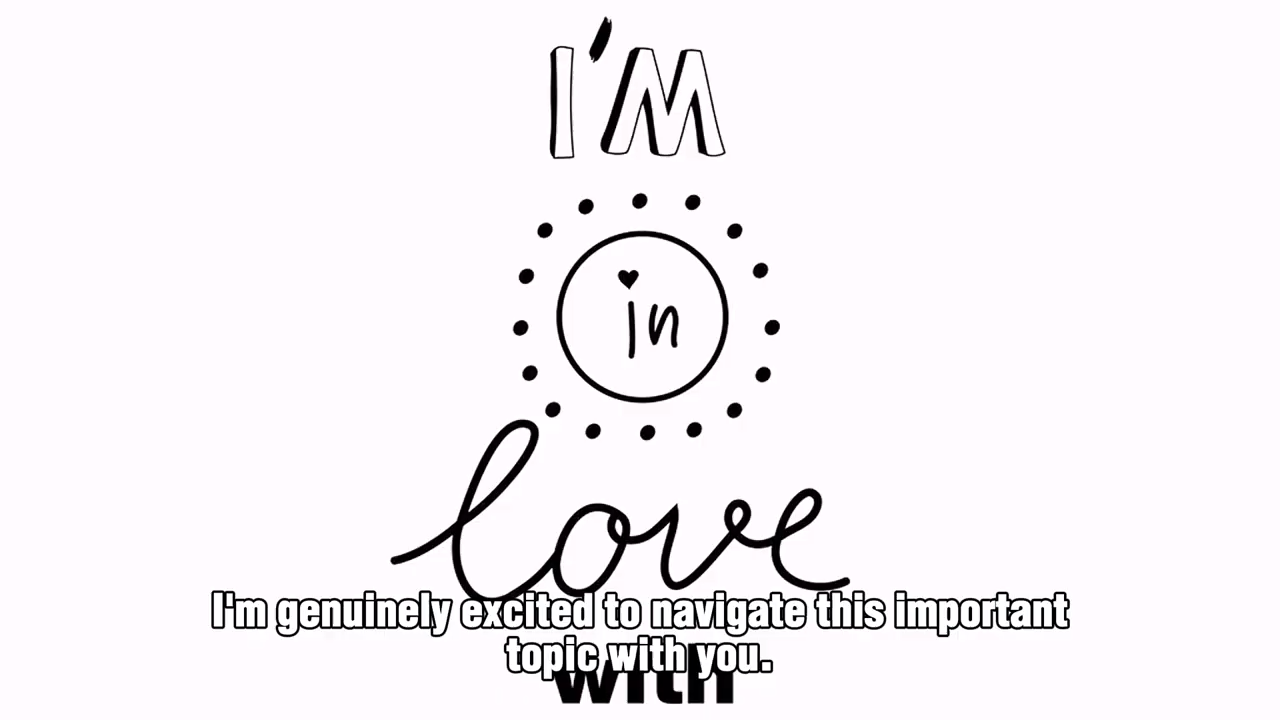 I'M
in
love
I'm genuinely excited to navigate this important
topic with you.
with